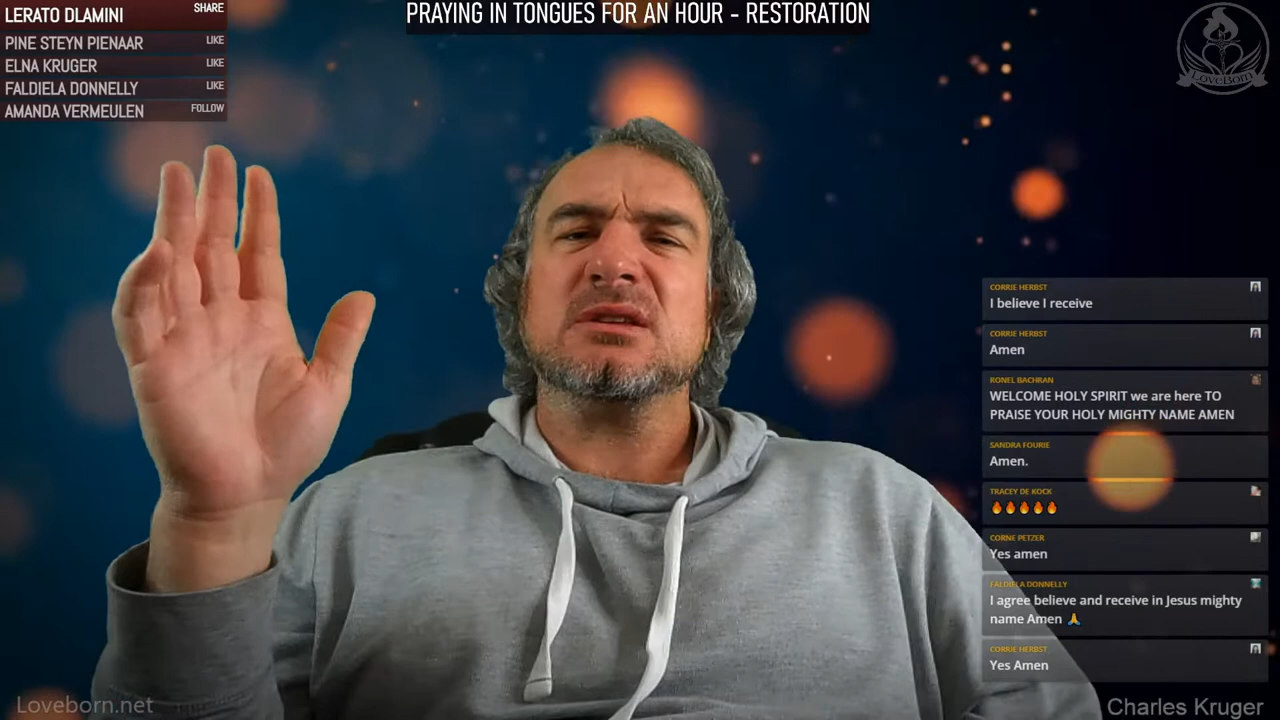 LERATO DLAMINI SHARE
PINE STEYN PIENAAR LIKE
ELNA KRUGER LIKE
FALDIELA DONNELLY LIKE
AMANDA VERMEULEN FOLLOW
PRAYING IN TONGUES FOR AN HOUR - RESTORATION
LoveBorn
CORRIE HERBST
I believe I receive
CORRIE HERBST
Amen
RONEL BACHRAN
WELCOME HOLY SPIRIT we are here TO
PRAISE YOUR HOLY MIGHTY NAME AMEN
SANDRA FOURIE
Amen.
TRACEY DE KOCK
🔥🔥🔥🔥🔥
CORNE PETZER
Yes amen
FALDIELA DONNELLY
I agree believe and receive in Jesus mighty
name Amen 🙏
CORRIE HERBST
Yes Amen
Loveborn.net
Charles Kruger